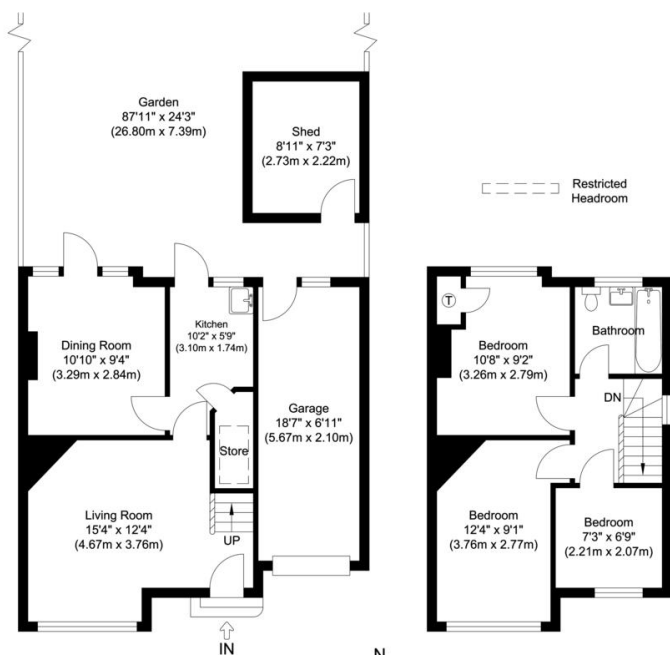 Garden
87'11" x 24'3"
(26.80m x 7.39m)
Shed
8'11" x 7'3"
(2.73m x 2.22m)
Restricted
Headroom
Dining Room
10'10" x 9'4"
(3.29m x 2.84m)
Kitchen
10'2" x 5'9"
(3.10m x 1.74m)
Garage
18'7" x 6'11"
(5.67m x 2.10m)
Store
Living Room
15'4" x 12'4"
(4.67m x 3.76m)
UP
IN
N
T
Bedroom
10'8" x 9'2"
(3.26m x 2.79m)
Bathroom
DN
Bedroom
12'4" x 9'1"
(3.76m x 2.77m)
Bedroom
7'3" x 6'9"
(2.21m x 2.07m)